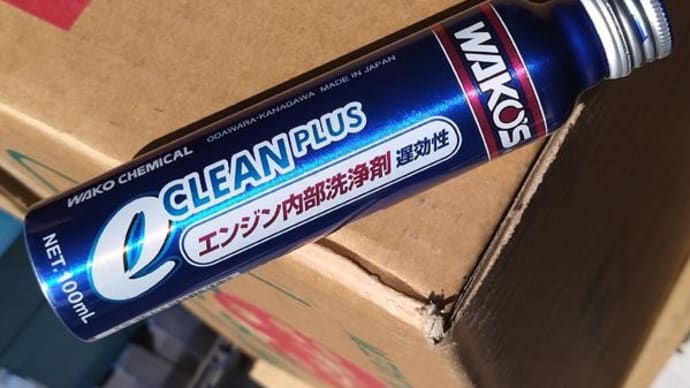 WAKO'S
WAKO CHEMICAL ODAWARA-KANAGAWA MADE IN JAPAN
e CLEAN PLUS
エンジン内部洗浄剤 遅効性
NET.100mL